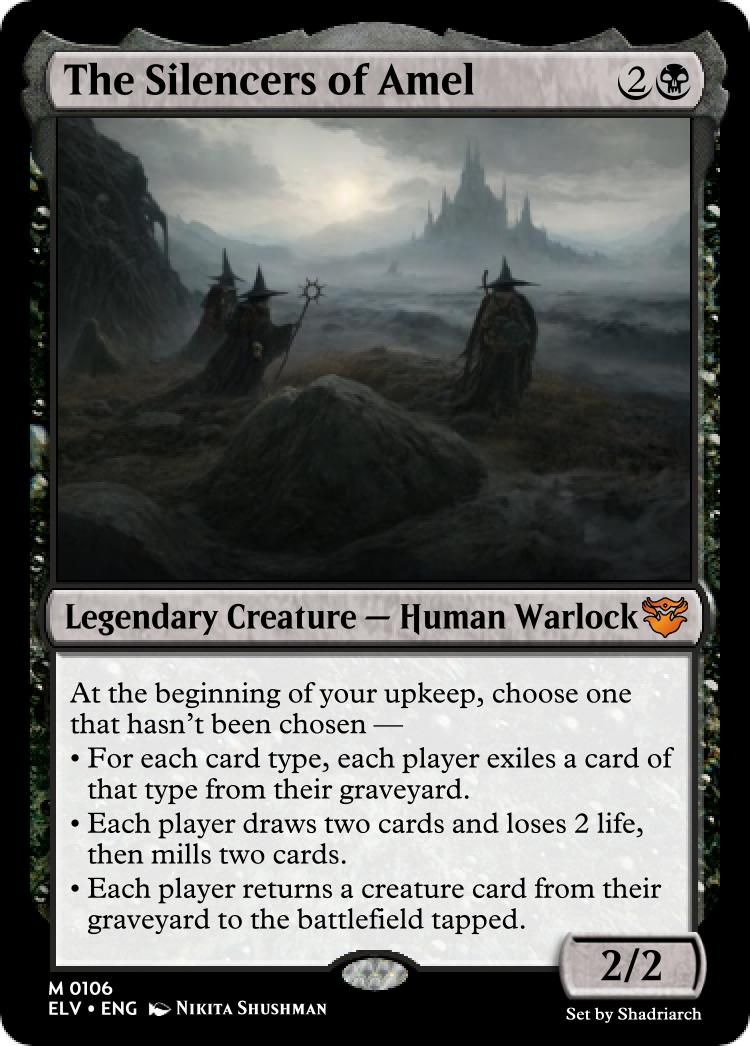 The Silencers of Amel 2
Legendary Creature — Human Warlock
At the beginning of your upkeep, choose one
that hasn't been chosen —
• For each card type, each player exiles a card of
that type from their graveyard.
• Each player draws two cards and loses 2 life,
then mills two cards.
• Each player returns a creature card from their
graveyard to the battlefield tapped.
2/2
M 0106
ELV • ENG NIKITA SHUSHMAN
Set by Shadriarch